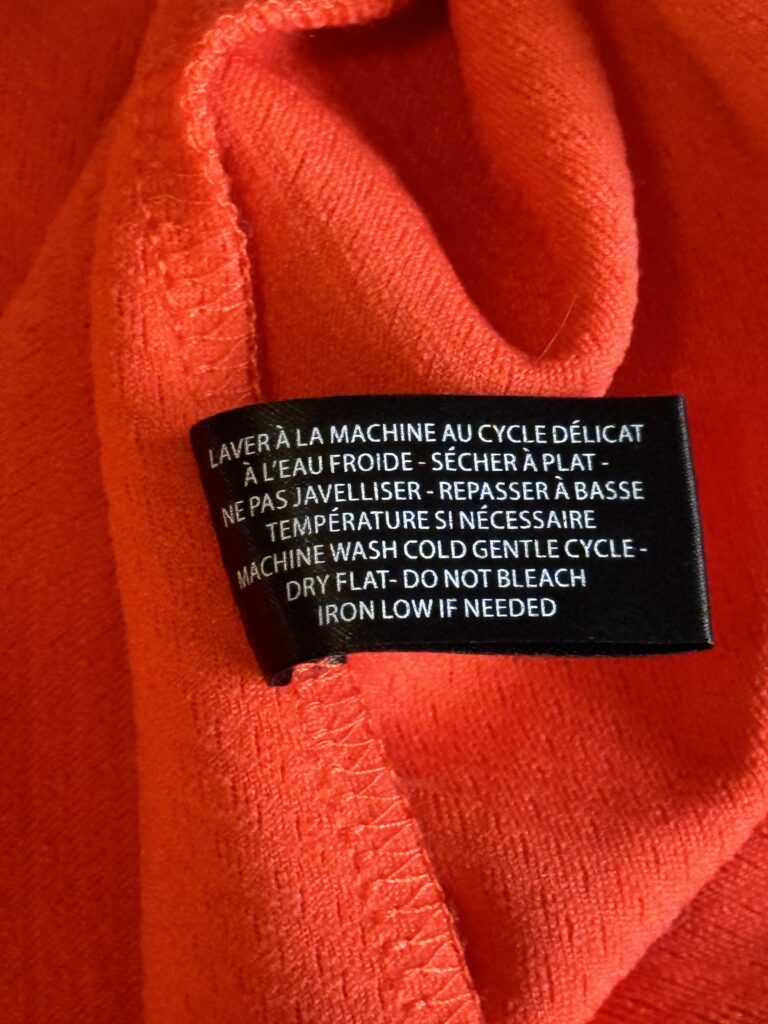 LAVER À LA MACHINE AU CYCLE DÉLICAT
À L'EAU FROIDE - SÉCHER À PLAT -
NE PAS JAVELLISER - REPASSER À BASSE
TEMPÉRATURE SI NÉCESSAIRE
MACHINE WASH COLD GENTLE CYCLE -
DRY FLAT- DO NOT BLEACH
IRON LOW IF NEEDED